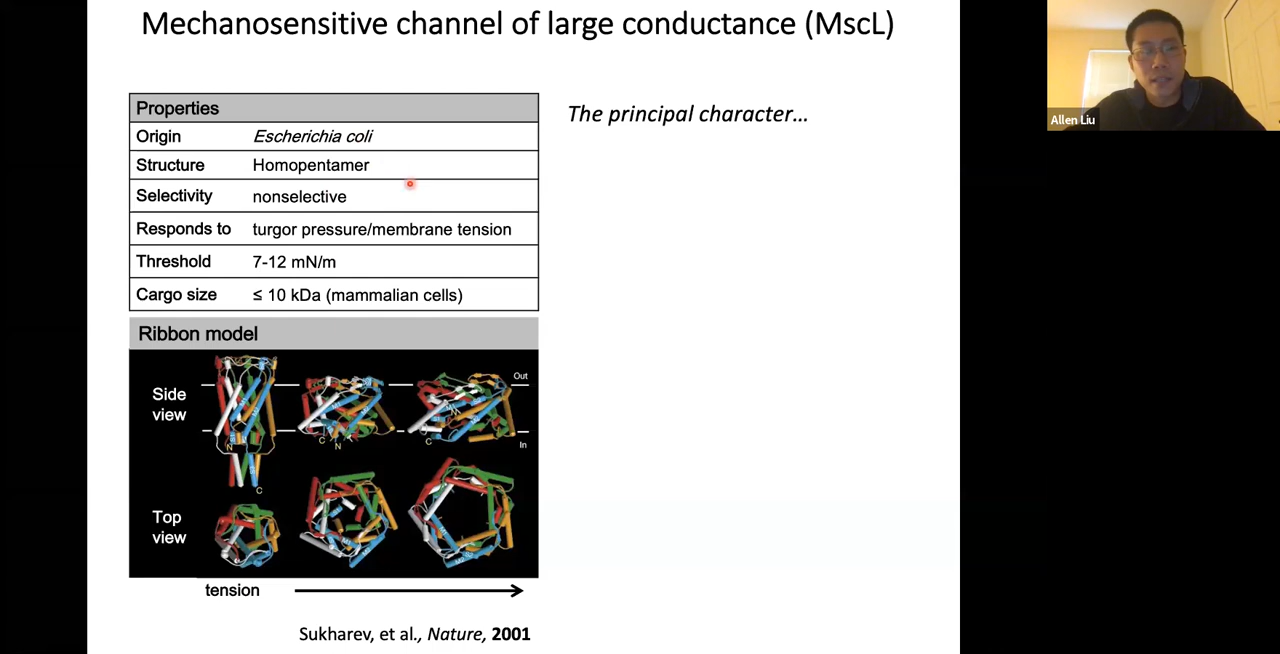 Mechanosensitive channel of large conductance (MscL)
Properties
Origin Escherichia coli
Structure Homopentamer
Selectivity nonselective
Responds to turgor pressure/membrane tension
Threshold 7-12 mN/m
Cargo size ≤ 10 kDa (mammalian cells)
The principal character...
Allen Liu
Ribbon model
Side
view
Out
In
N
C
C
N
C
Top
view
tension
Sukharev, et al., Nature, 2001